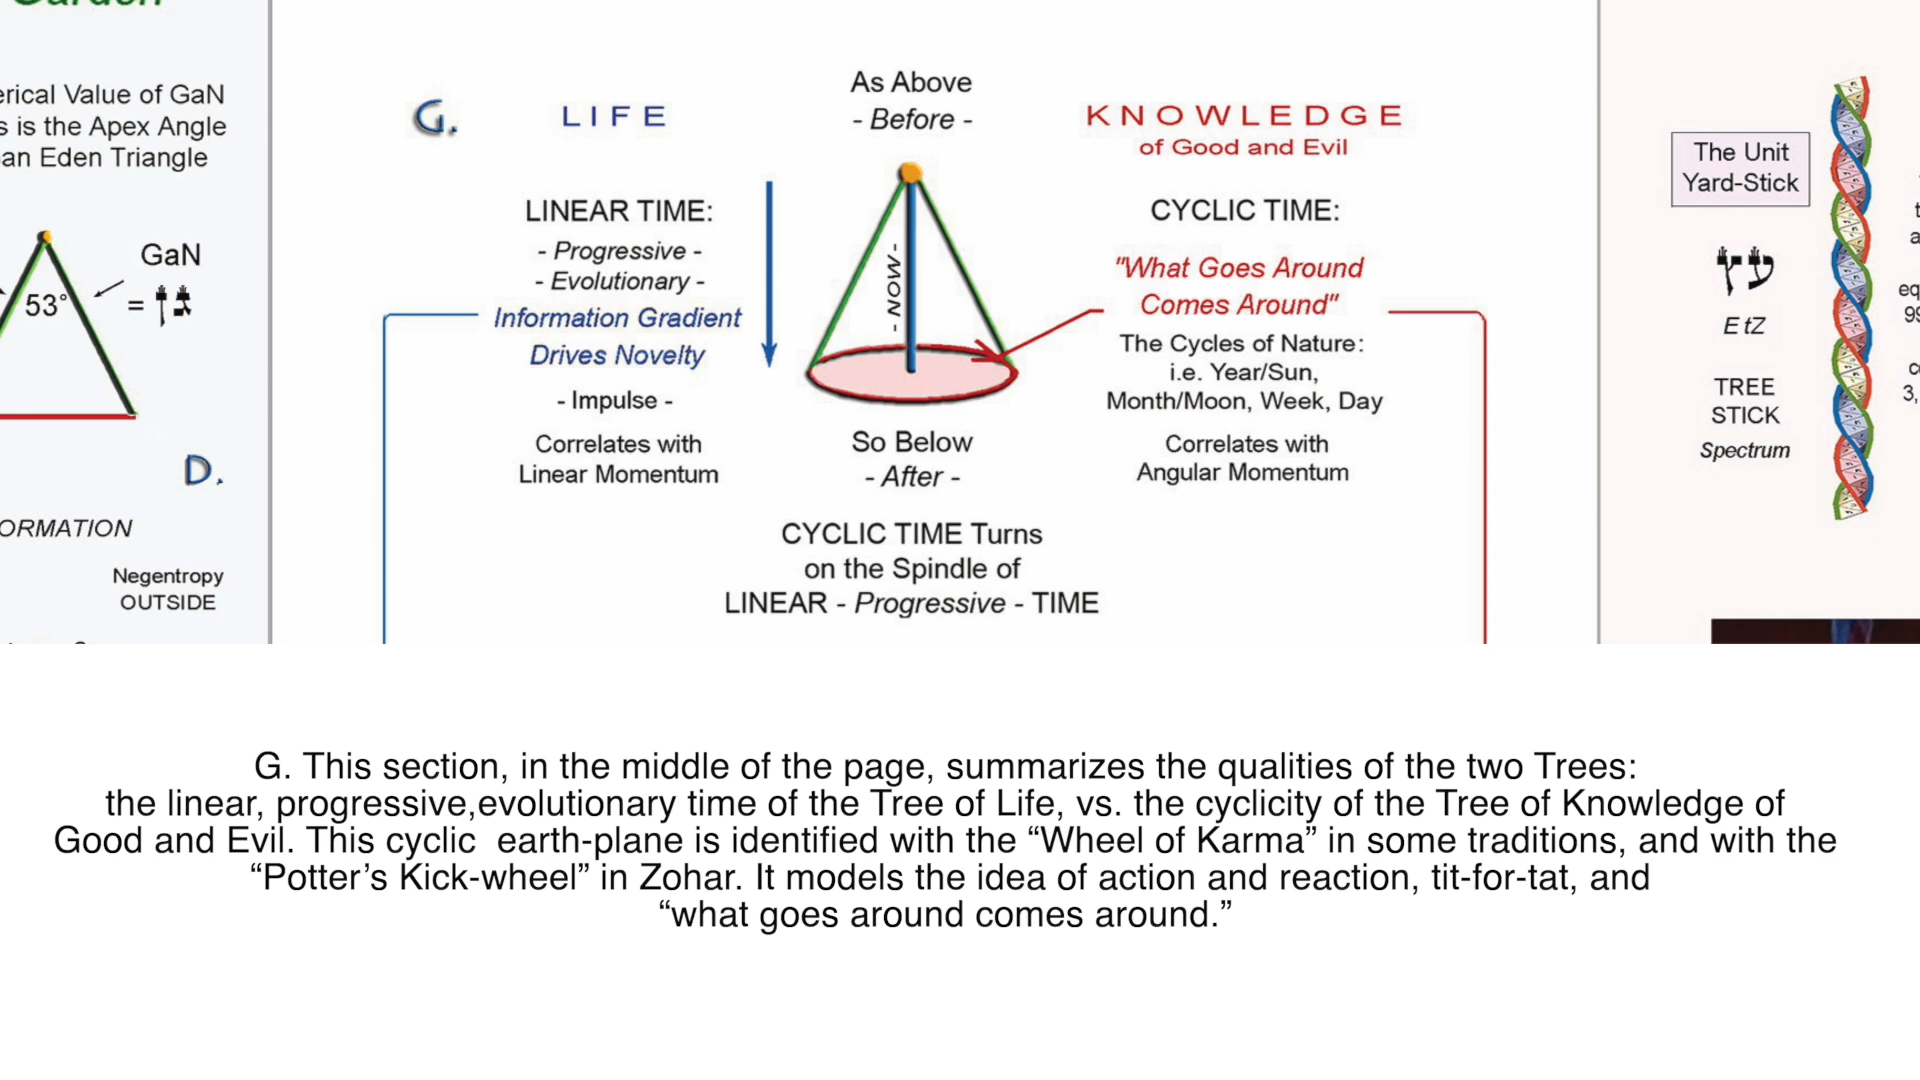 Garden
erical Value of GaN
s is the Apex Angle
an Eden Triangle
GaN
53°
= גן
D.
ORMATION
Negentropy
OUTSIDE
G.
LIFE
LINEAR TIME:
- Progressive -
- Evolutionary -
Information Gradient
Drives Novelty
- Impulse -
Correlates with
Linear Momentum
As Above
- Before -
- NOW -
So Below
- After -
CYCLIC TIME Turns
on the Spindle of
LINEAR - Progressive - TIME
KNOWLEDGE
of Good and Evil
CYCLIC TIME:
"What Goes Around
Comes Around"
The Cycles of Nature:
i.e. Year/Sun,
Month/Moon, Week, Day
Correlates with
Angular Momentum
The Unit
Yard-Stick
עץ
EtZ
TREE
STICK
Spectrum
G. This section, in the middle of the page, summarizes the qualities of the two Trees:
the linear, progressive,evolutionary time of the Tree of Life, vs. the cyclicity of the Tree of Knowledge of
Good and Evil. This cyclic earth-plane is identified with the “Wheel of Karma” in some traditions, and with the
“Potter’s Kick-wheel” in Zohar. It models the idea of action and reaction, tit-for-tat, and
“what goes around comes around.”